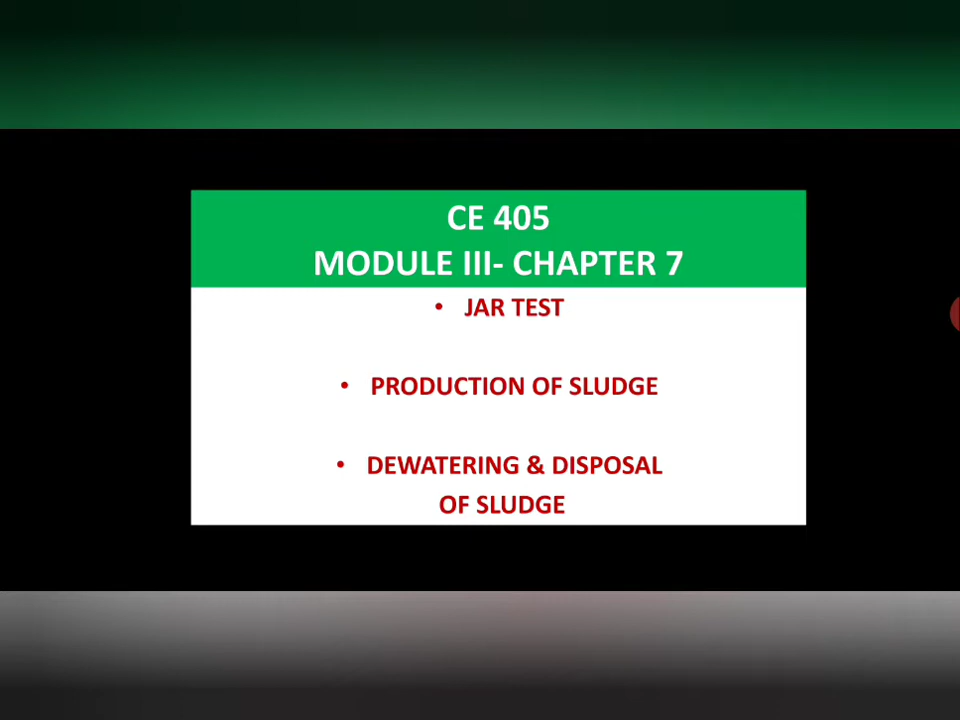 CE 405
MODULE III- CHAPTER 7
• JAR TEST
• PRODUCTION OF SLUDGE
• DEWATERING & DISPOSAL
OF SLUDGE